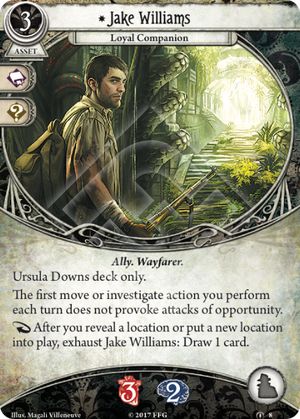 3
Jake Williams
ASSET
Loyal Companion
Ally. Wayfarer.
Ursula Downs deck only.
The first move or investigate action you perform
each turn does not provoke attacks of opportunity.
After you reveal a location or put a new location
into play, exhaust Jake Williams: Draw 1 card.
3
2
Illus. Magali Villeneuve
© 2017 FFG
8